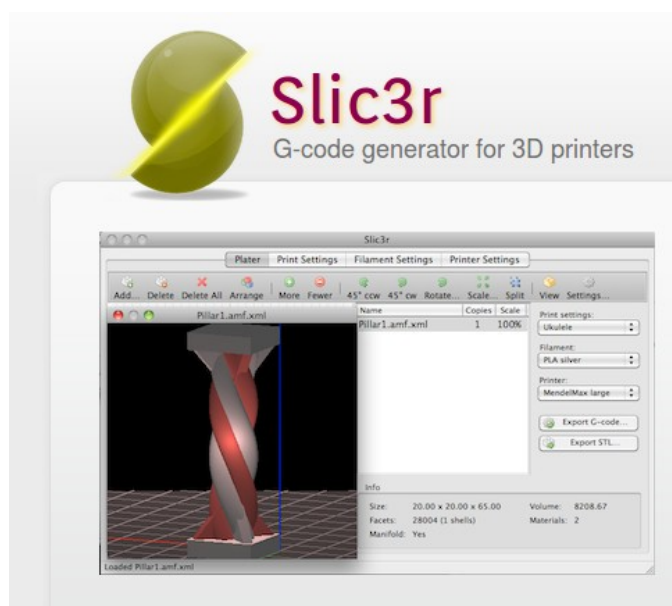 Slic3r
G-code generator for 3D printers
Slic3r
Plater Print Settings Filament Settings Printer Settings
Add... Delete Delete All Arrange More Fewer 45° ccw 45° cw Rotate... Scale... Split View Settings...
Pillar1.amf.xml
Name Copies Scale
Pillar1.amf.xml 1 100%
Print settings:
Ukulele
Filament:
PLA silver
Printer:
MendelMax large
Export G-code...
Export STL...
Info
Size: 20.00 x 20.00 x 65.00 Volume: 8208.67
Facets: 28004 (1 shells) Materials: 2
Manifold: Yes
Loaded Pillar1.amf.xml